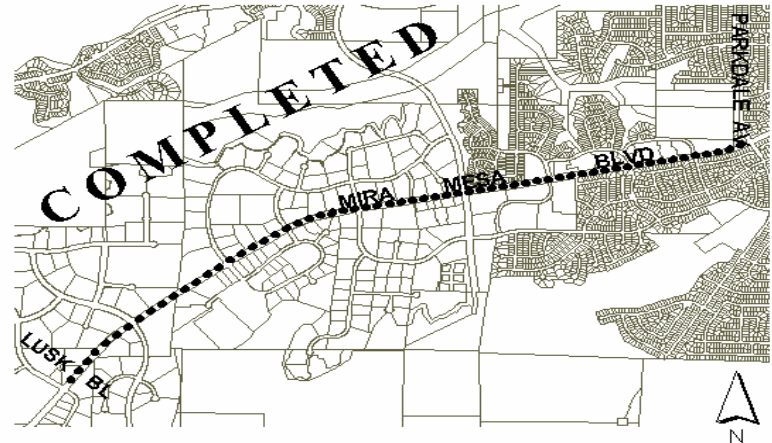 COMPLETED
PARKDALE AV
MIRA MESA BLVD
LUSK BL
N